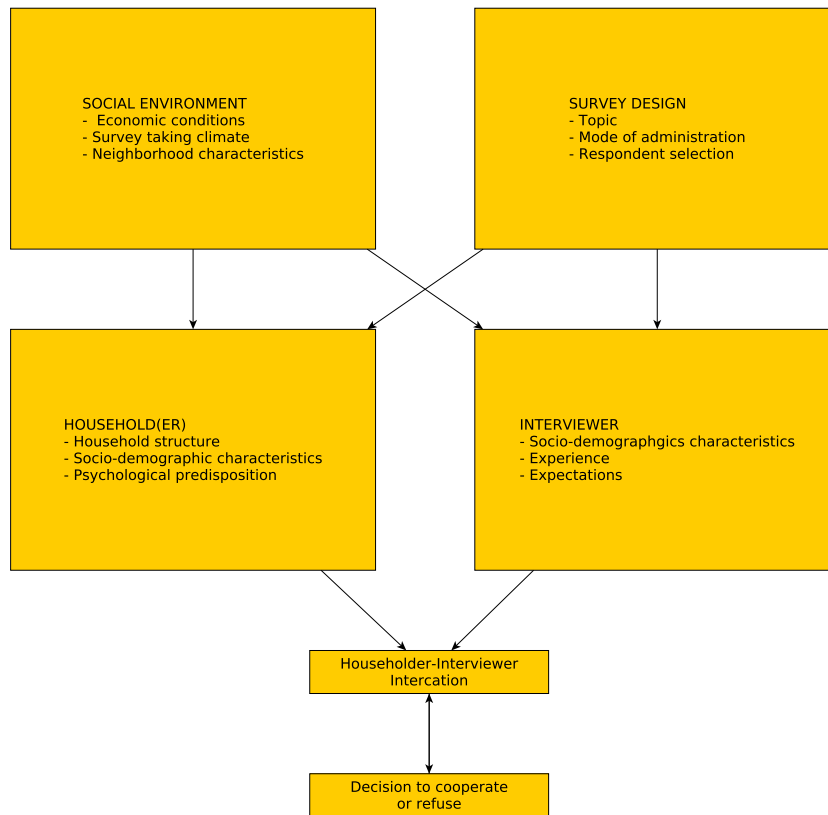 SOCIAL ENVIRONMENT
- Economic conditions
- Survey taking climate
- Neighborhood characteristics
SURVEY DESIGN
- Topic
- Mode of administration
- Respondent selection
HOUSEHOLD(ER)
- Household structure
- Socio-demographic characteristics
- Psychological predisposition
INTERVIEWER
- Socio-demographgics characteristics
- Experience
- Expectations
Householder-Interviewer
Intercation
Decision to cooperate
or refuse